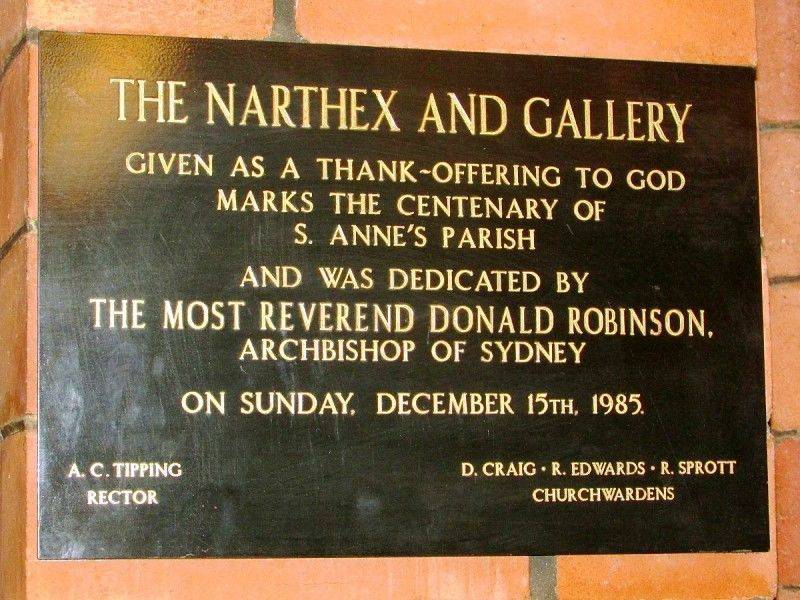 THE NARTHEX AND GALLERY
GIVEN AS A THANK~OFFERING TO GOD
MARKS THE CENTENARY OF
S. ANNE'S PARISH
AND WAS DEDICATED BY
THE MOST REVEREND DONALD ROBINSON,
ARCHBISHOP OF SYDNEY
ON SUNDAY, DECEMBER 15TH, 1985.
A. C. TIPPING
RECTOR
D. CRAIG • R. EDWARDS • R. SPROTT
CHURCHWARDENS